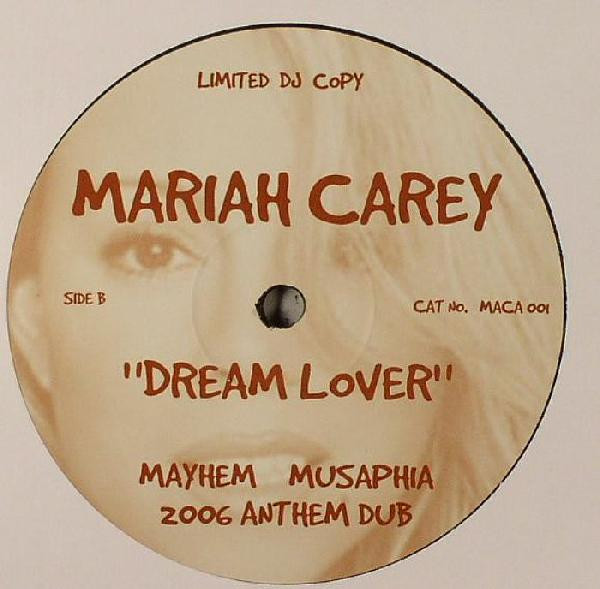 LIMITED DJ COPY
MARIAH CAREY
SIDE B
CAT No. MACA 001
"DREAM LOVER"
MAYHEM MUSAPHIA
2006 ANTHEM DUB